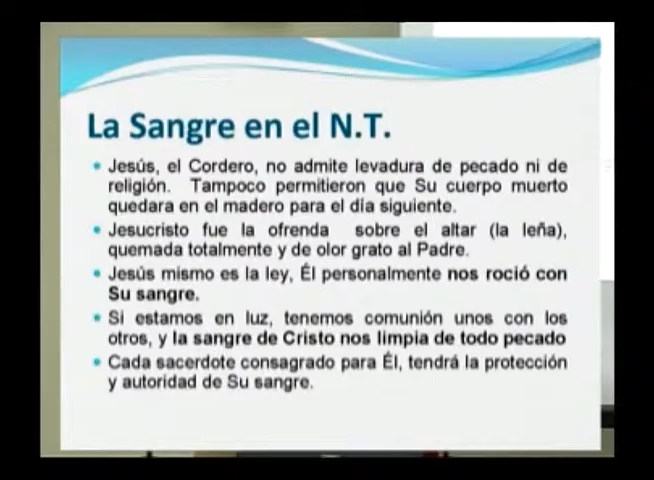 La Sangre en el N.T.
• Jesús, el Cordero, no admite levadura de pecado ni de
religión. Tampoco permitieron que Su cuerpo muerto
quedara en el madero para el día siguiente.
• Jesucristo fue la ofrenda sobre el altar (la leña),
quemada totalmente y de olor grato al Padre.
• Jesús mismo es la ley, Él personalmente nos roció con
Su sangre.
• Si estamos en luz, tenemos comunión unos con los
otros, y la sangre de Cristo nos limpia de todo pecado
• Cada sacerdote consagrado para Él, tendrá la protección
y autoridad de Su sangre.